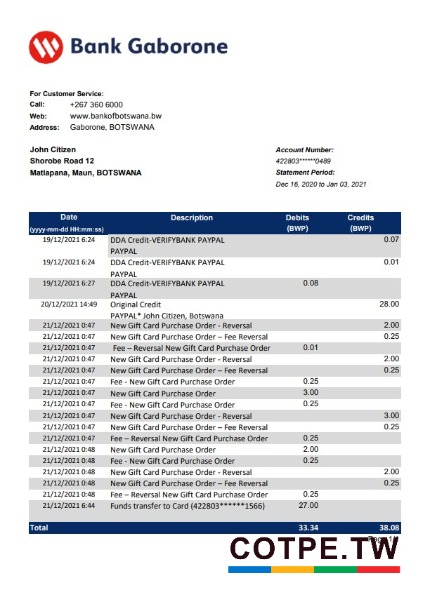 Bank Gaborone
For Customer Service:
Call: +267 360 6000
Web: www.bankofbotswana.bw
Address: Gaborone, BOTSWANA
John Citizen
Shorobe Road 12
Matlapana, Maun, BOTSWANA
Account Number:
422803******0489
Statement Period:
Dec 16, 2020 to Jan 03, 2021
Date Description Debits Credits
(yyyy-mm-dd HH:mm:ss) (BWP) (BWP)
19/12/2021 6:24 DDA Credit-VERIFYBANK PAYPAL 0.07
PAYPAL
19/12/2021 6:24 DDA Credit-VERIFYBANK PAYPAL 0.01
PAYPAL
19/12/2021 6:27 DDA Credit-VERIFYBANK PAYPAL 0.08
PAYPAL
20/12/2021 14:49 Original Credit 28.00
PAYPAL* John Citizen, Botswana
21/12/2021 0:47 New Gift Card Purchase Order - Reversal 2.00
21/12/2021 0:47 New Gift Card Purchase Order – Fee Reversal 0.25
21/12/2021 0:47 Fee – Reversal New Gift Card Purchase Order 0.01
21/12/2021 0:47 New Gift Card Purchase Order - Reversal 2.00
21/12/2021 0:47 New Gift Card Purchase Order – Fee Reversal 0.25
21/12/2021 0:47 Fee - New Gift Card Purchase Order 0.25
21/12/2021 0:47 New Gift Card Purchase Order 3.00
21/12/2021 0:47 Fee - New Gift Card Purchase Order 0.25
21/12/2021 0:47 New Gift Card Purchase Order - Reversal 3.00
21/12/2021 0:47 New Gift Card Purchase Order – Fee Reversal 0.25
21/12/2021 0:47 Fee – Reversal New Gift Card Purchase Order 0.25
21/12/2021 0:48 New Gift Card Purchase Order 2.00
21/12/2021 0:48 Fee - New Gift Card Purchase Order 0.25
21/12/2021 0:48 New Gift Card Purchase Order - Reversal 2.00
21/12/2021 0:48 New Gift Card Purchase Order – Fee Reversal 0.25
21/12/2021 0:48 Fee – Reversal New Gift Card Purchase Order 0.25
21/12/2021 6:44 Funds transfer to Card (422803******1566) 27.00
Total 33.34 38.08
COTPE.TW